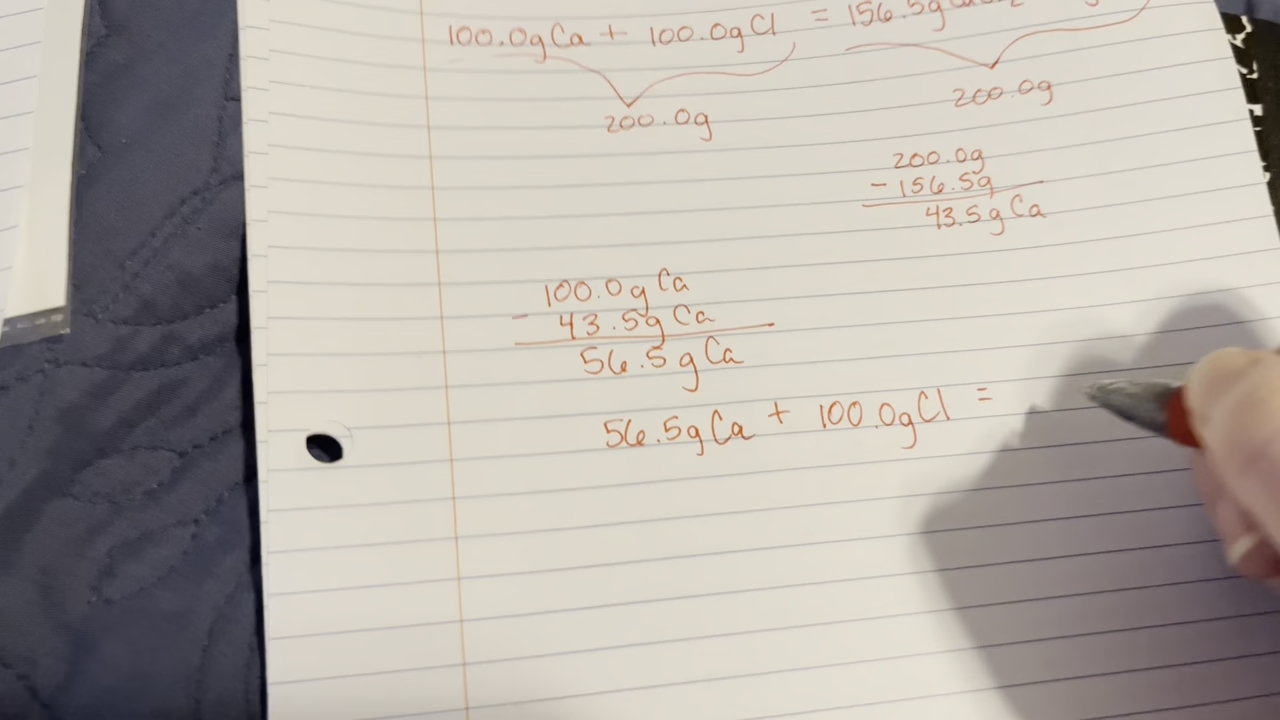 100.0g Ca + 100.0g Cl = 156.5g
200.0g 200.0g
200.0g
- 156.5g
43.5g Ca
100.0g Ca
- 43.5g Ca
56.5g Ca
56.5g Ca + 100.0g Cl =